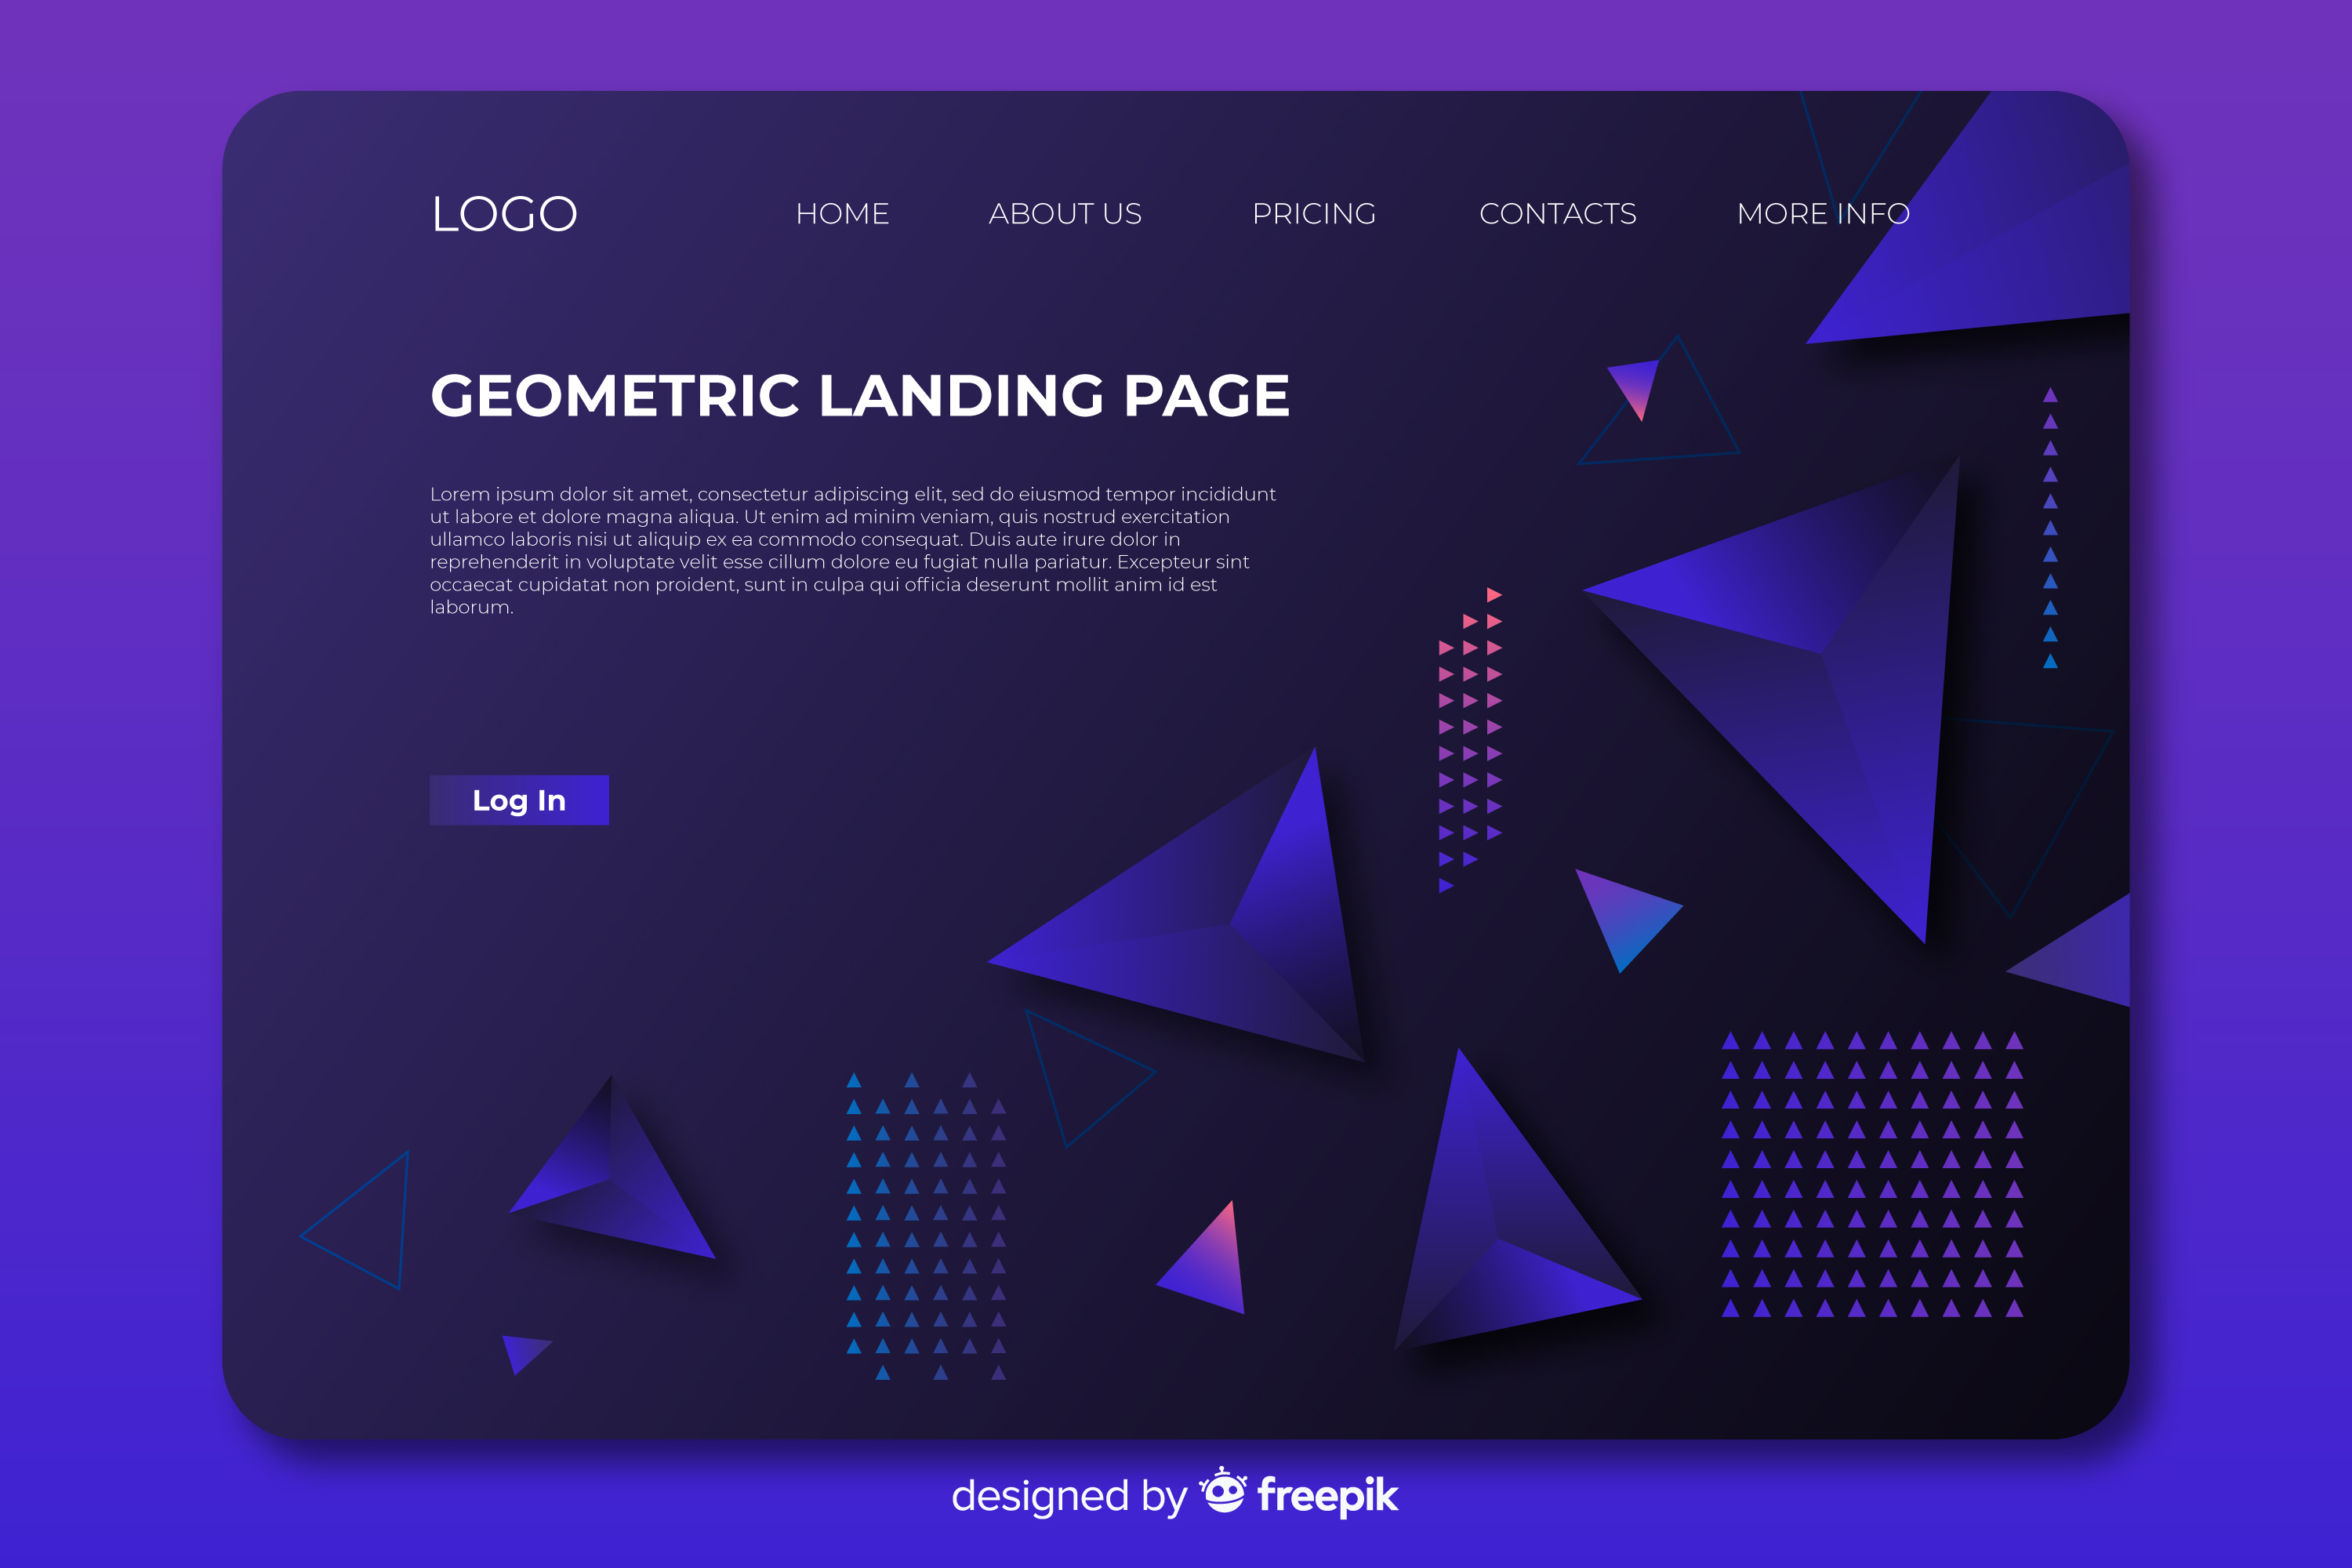 LOGO
HOME
ABOUT US
PRICING
CONTACTS
MORE INFO
GEOMETRIC LANDING PAGE
Lorem ipsum dolor sit amet, consectetur adipiscing elit, sed do eiusmod tempor incididunt
ut labore et dolore magna aliqua. Ut enim ad minim veniam, quis nostrud exercitation
ullamco laboris nisi ut aliquip ex ea commodo consequat. Duis aute irure dolor in
reprehenderit in voluptate velit esse cillum dolore eu fugiat nulla pariatur. Excepteur sint
occaecat cupidatat non proident, sunt in culpa qui officia deserunt mollit anim id est
laborum.
Log In
designed by freepik